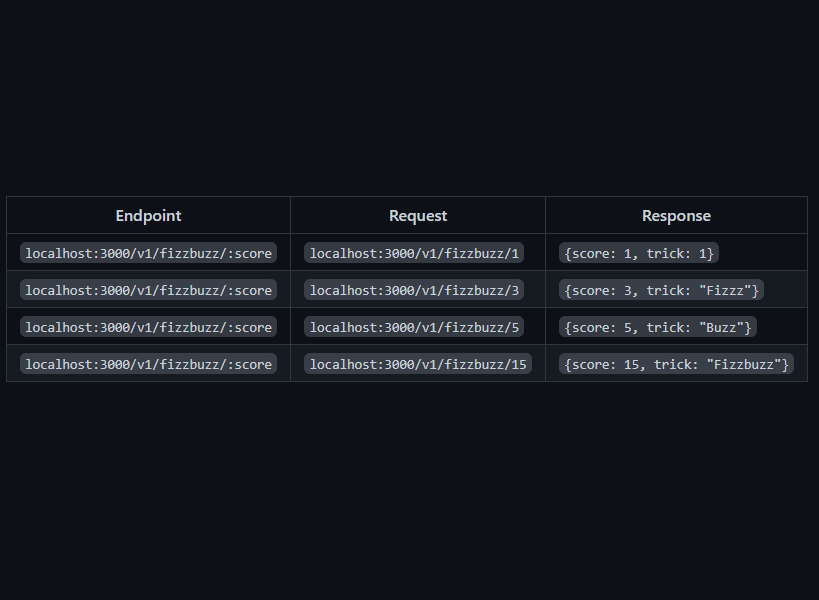 Endpoint Request Response
localhost:3000/v1/fizzbuzz/:score localhost:3000/v1/fizzbuzz/1 {score: 1, trick: 1}
localhost:3000/v1/fizzbuzz/:score localhost:3000/v1/fizzbuzz/3 {score: 3, trick: "Fizzz"}
localhost:3000/v1/fizzbuzz/:score localhost:3000/v1/fizzbuzz/5 {score: 5, trick: "Buzz"}
localhost:3000/v1/fizzbuzz/:score localhost:3000/v1/fizzbuzz/15 {score: 15, trick: "Fizzbuzz"}